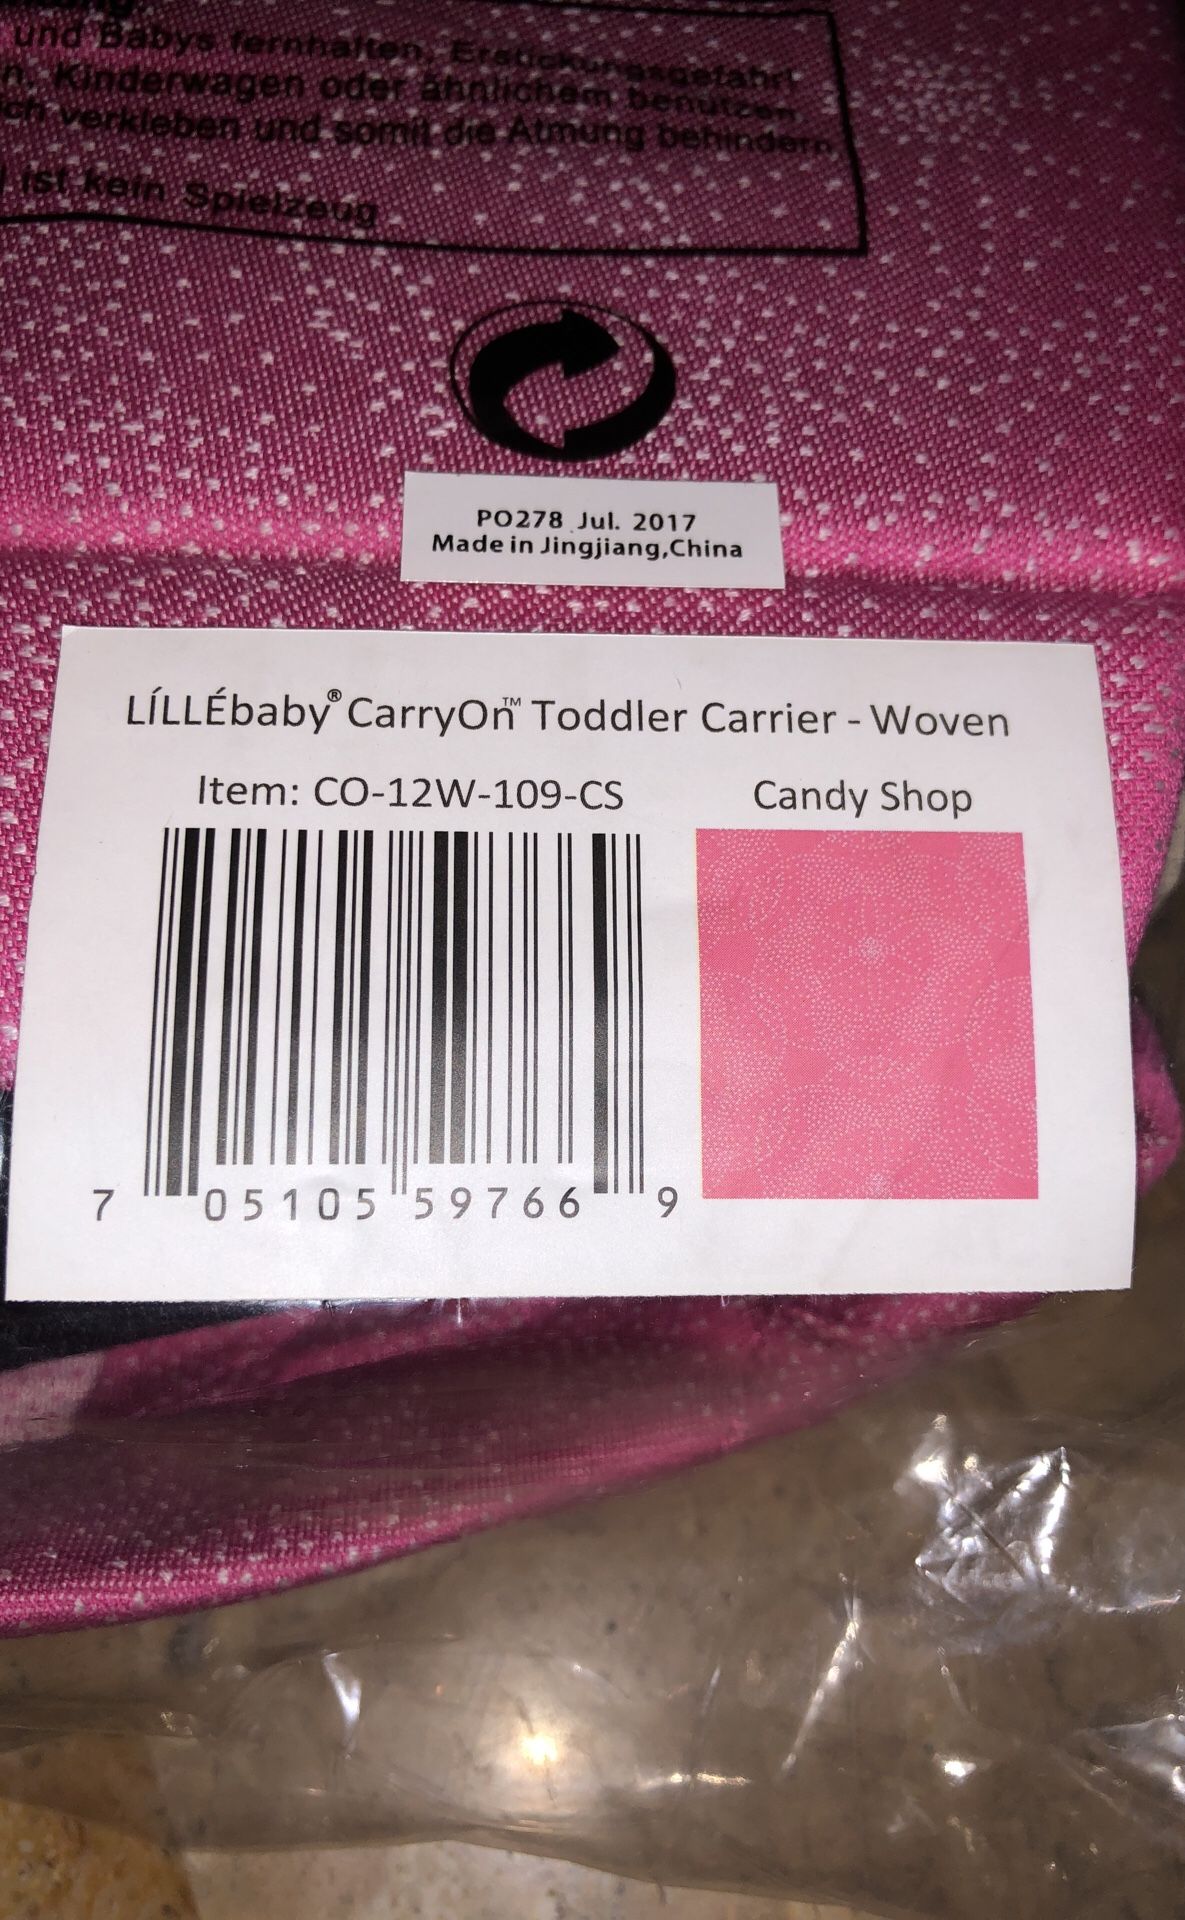 und Babys fernhalten, Erstickungsgefahr!
n, Kinderwagen oder ähnlichem benutzen,
ch verkleben und somit die Atmung behindern.
ist kein Spielzeug
PO278 Jul. 2017
Made in Jingjiang,China
LÍLLÉbaby® CarryOn™ Toddler Carrier - Woven
Item: CO-12W-109-CS
Candy Shop
7 05105 59766 9